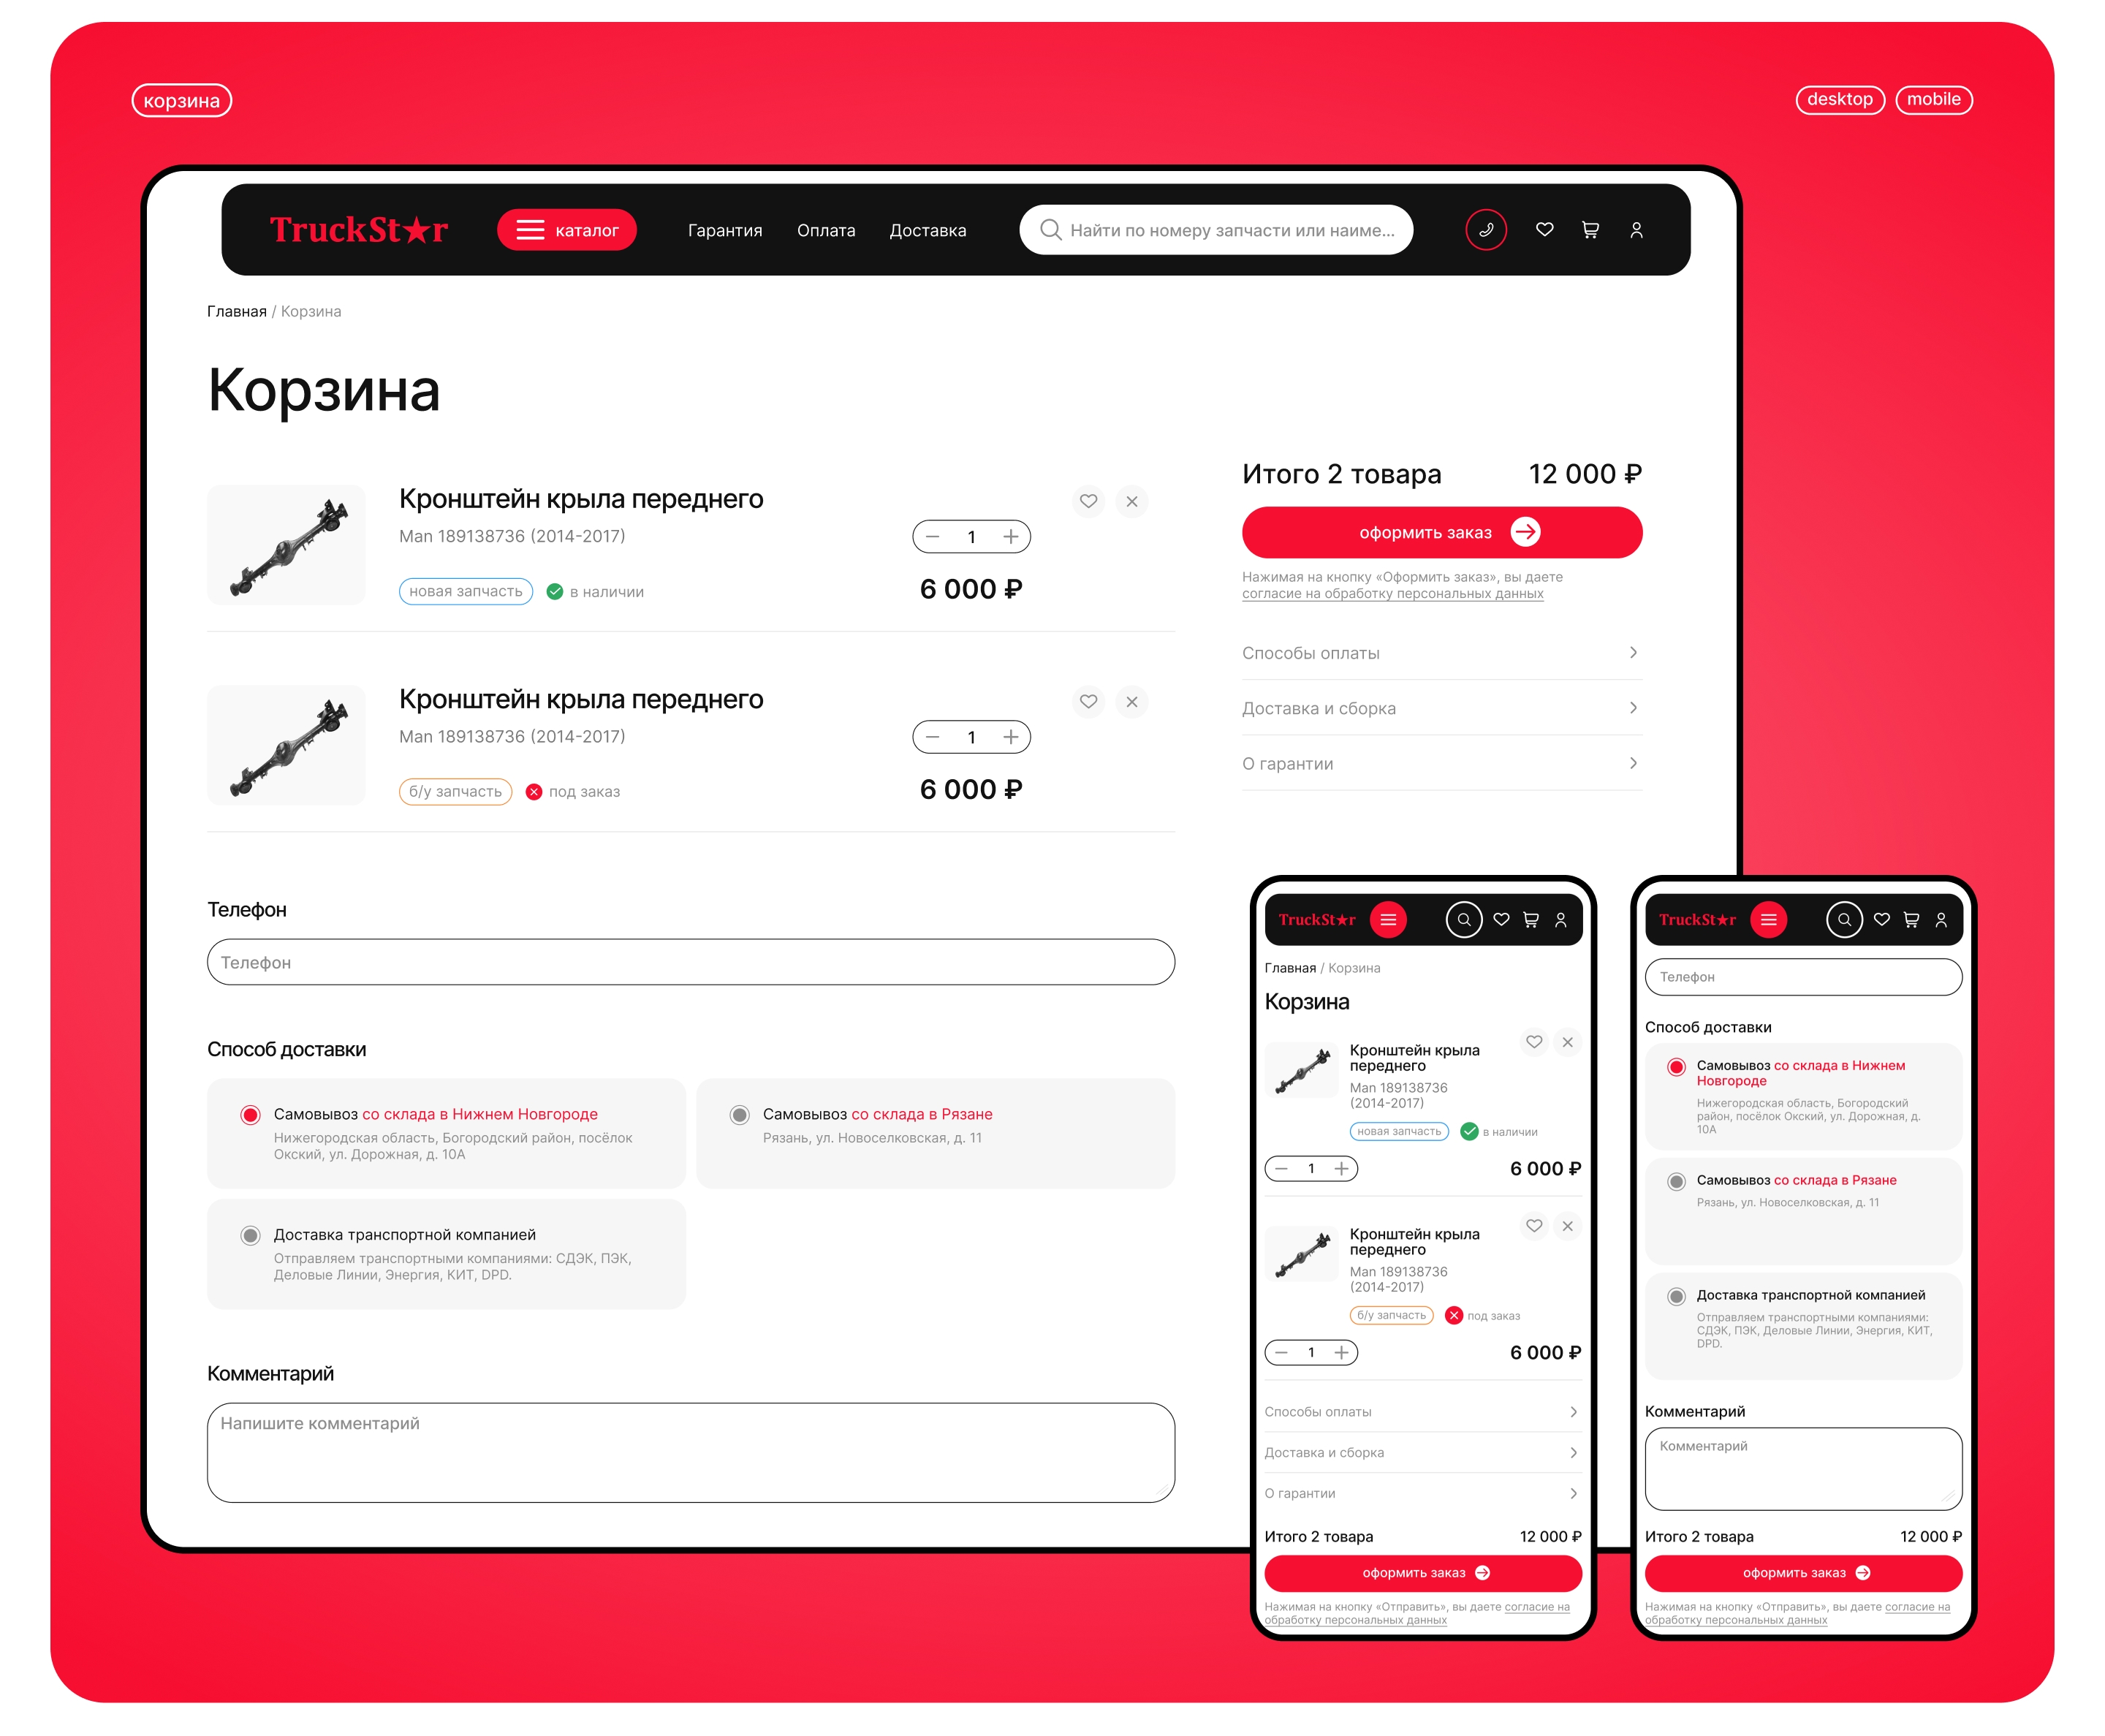 корзина
desktop
mobile
TruckSt★r
каталог
Гарантия
Оплата
Доставка
Найти по номеру запчасти или наиме...
Главная / Корзина
Корзина
Кронштейн крыла переднего
Man 189138736 (2014-2017)
1
новая запчасть
в наличии
6 000 ₽
Кронштейн крыла переднего
Man 189138736 (2014-2017)
1
б/у запчасть
под заказ
6 000 ₽
Итого 2 товара
12 000 ₽
оформить заказ
Нажимая на кнопку «Оформить заказ», вы даете
согласие на обработку персональных данных
Способы оплаты
Доставка и сборка
О гарантии
Телефон
Телефон
Способ доставки
Самовывоз со склада в Нижнем Новгороде
Нижегородская область, Богородский район, посёлок
Окский, ул. Дорожная, д. 10А
Самовывоз со склада в Рязане
Рязань, ул. Новоселковская, д. 11
Доставка транспортной компанией
Отправляем транспортными компаниями: СДЭК, ПЭК,
Деловые Линии, Энергия, КИТ, DPD.
Комментарий
Напишите комментарий
TruckSt★r
Главная / Корзина
Корзина
Кронштейн крыла
переднего
Man 189138736
(2014-2017)
новая запчасть
в наличии
1
6 000 ₽
Кронштейн крыла
переднего
Man 189138736
(2014-2017)
б/у запчасть
под заказ
1
6 000 ₽
Способы оплаты
Доставка и сборка
О гарантии
Итого 2 товара
12 000 ₽
оформить заказ
Нажимая на кнопку «Отправить», вы даете согласие на
обработку персональных данных
TruckSt★r
Телефон
Способ доставки
Самовывоз со склада в Нижнем
Новгороде
Нижегородская область, Богородский
район, посёлок Окский, ул. Дорожная, д.
10А
Самовывоз со склада в Рязане
Рязань, ул. Новоселковская, д. 11
Доставка транспортной компанией
Отправляем транспортными компаниями:
СДЭК, ПЭК, Деловые Линии, Энергия, КИТ,
DPD.
Комментарий
Комментарий
Итого 2 товара
12 000 ₽
оформить заказ
Нажимая на кнопку «Отправить», вы даете согласие на
обработку персональных данных